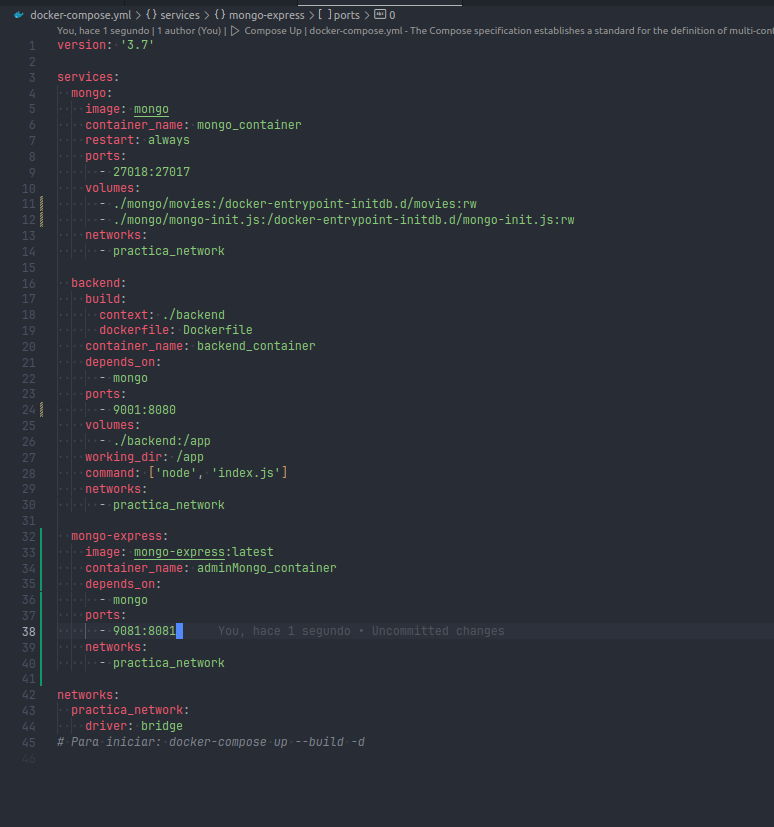 docker-compose.yml > {} services > {} mongo-express > [ ] ports > abc 0
You, hace 1 segundo | 1 author (You) | ▷ Compose Up | docker-compose.yml - The Compose specification establishes a standard for the definition of multi-cont
1 version: '3.7'
2
3 services:
4   mongo:
5     image: mongo
6     container_name: mongo_container
7     restart: always
8     ports:
9       - 27018:27017
10     volumes:
11       - ./mongo/movies:/docker-entrypoint-initdb.d/movies:rw
12       - ./mongo/mongo-init.js:/docker-entrypoint-initdb.d/mongo-init.js:rw
13     networks:
14       - practica_network
15
16   backend:
17     build:
18       context: ./backend
19       dockerfile: Dockerfile
20     container_name: backend_container
21     depends_on:
22       - mongo
23     ports:
24       - 9001:8080
25     volumes:
26       - ./backend:/app
27     working_dir: /app
28     command: ['node', 'index.js']
29     networks:
30       - practica_network
31
32   mongo-express:
33     image: mongo-express:latest
34     container_name: adminMongo_container
35     depends_on:
36       - mongo
37     ports:
38       - 9081:8081 You, hace 1 segundo • Uncommitted changes
39     networks:
40       - practica_network
41
42 networks:
43   practica_network:
44     driver: bridge
45 # Para iniciar: docker-compose up --build -d
46